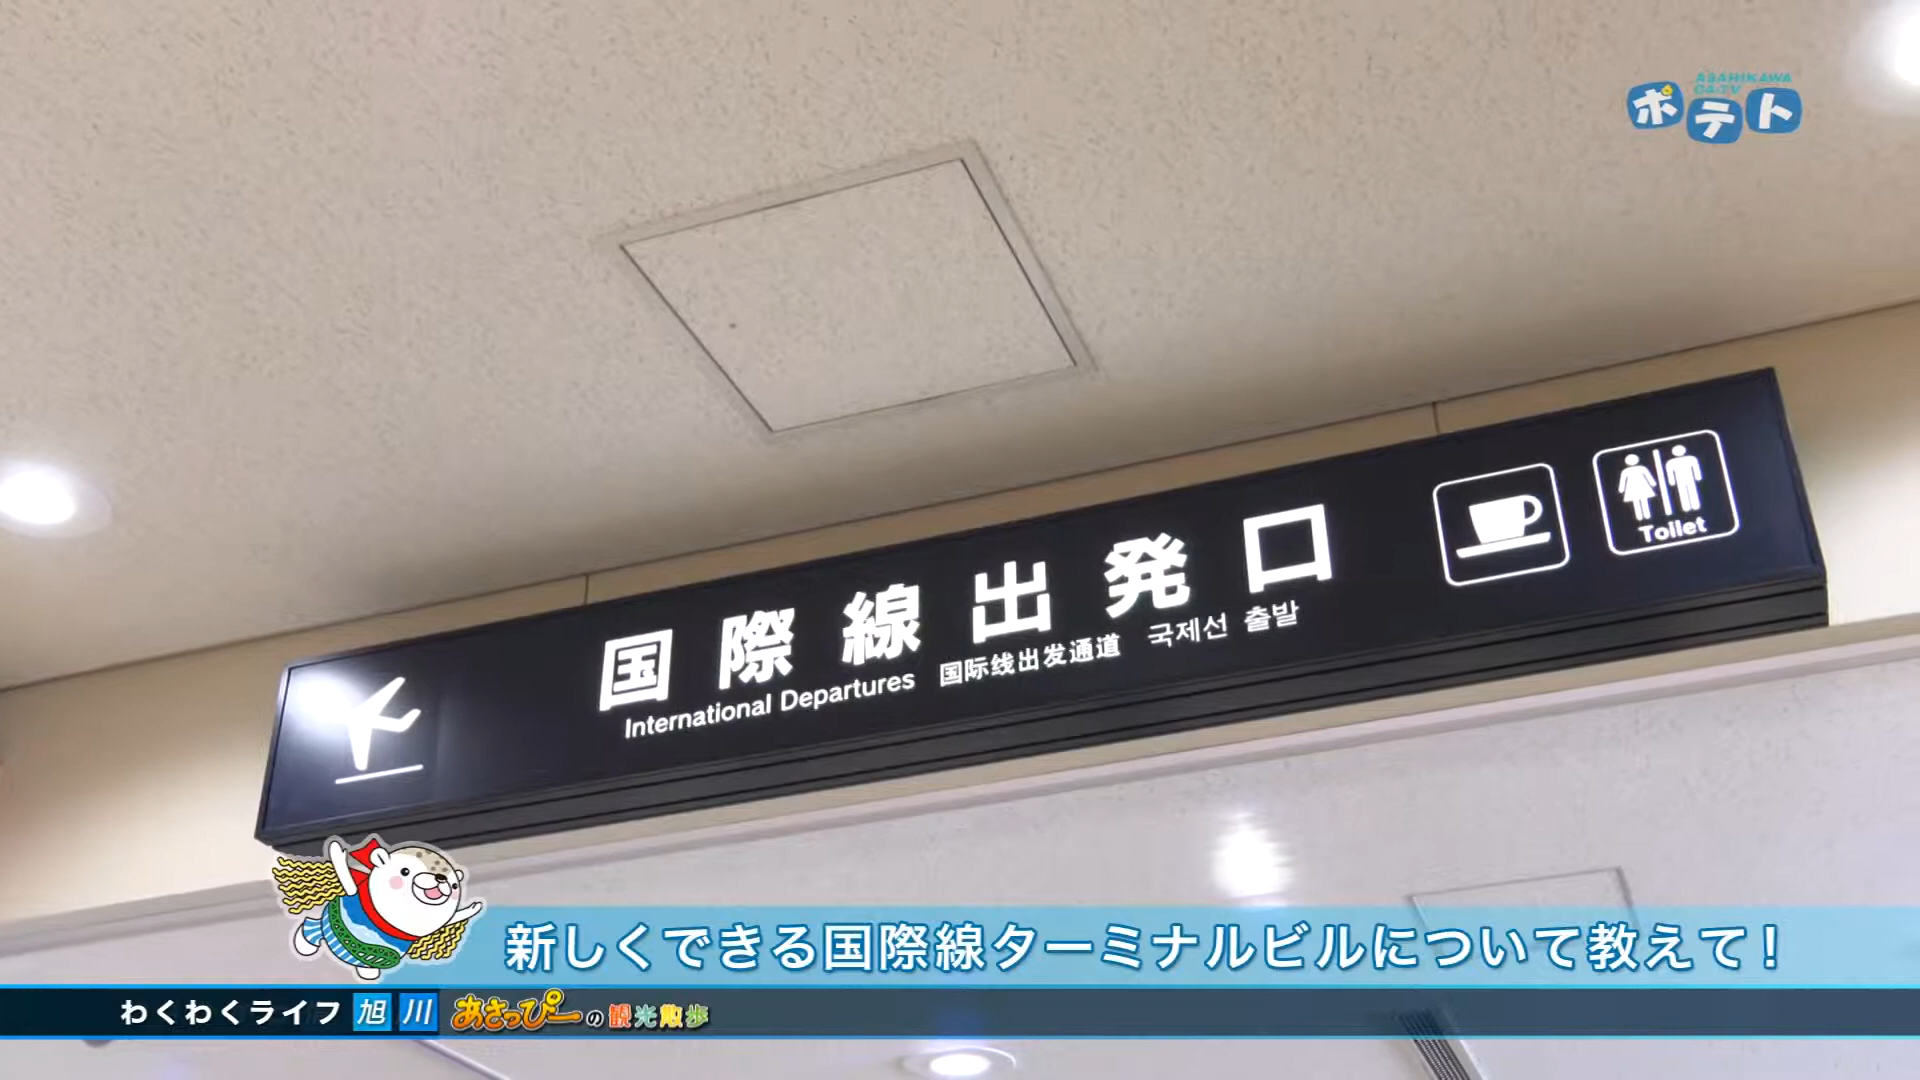 ASAHIKAWA
CATV
ポテト
Toilet
国際線出発口
International Departures 国际线出发通道 국제선 출발
新しくできる国際線ターミナルビルについて教えて！
わくわくライフ 旭川 あさっぴーの観光散歩